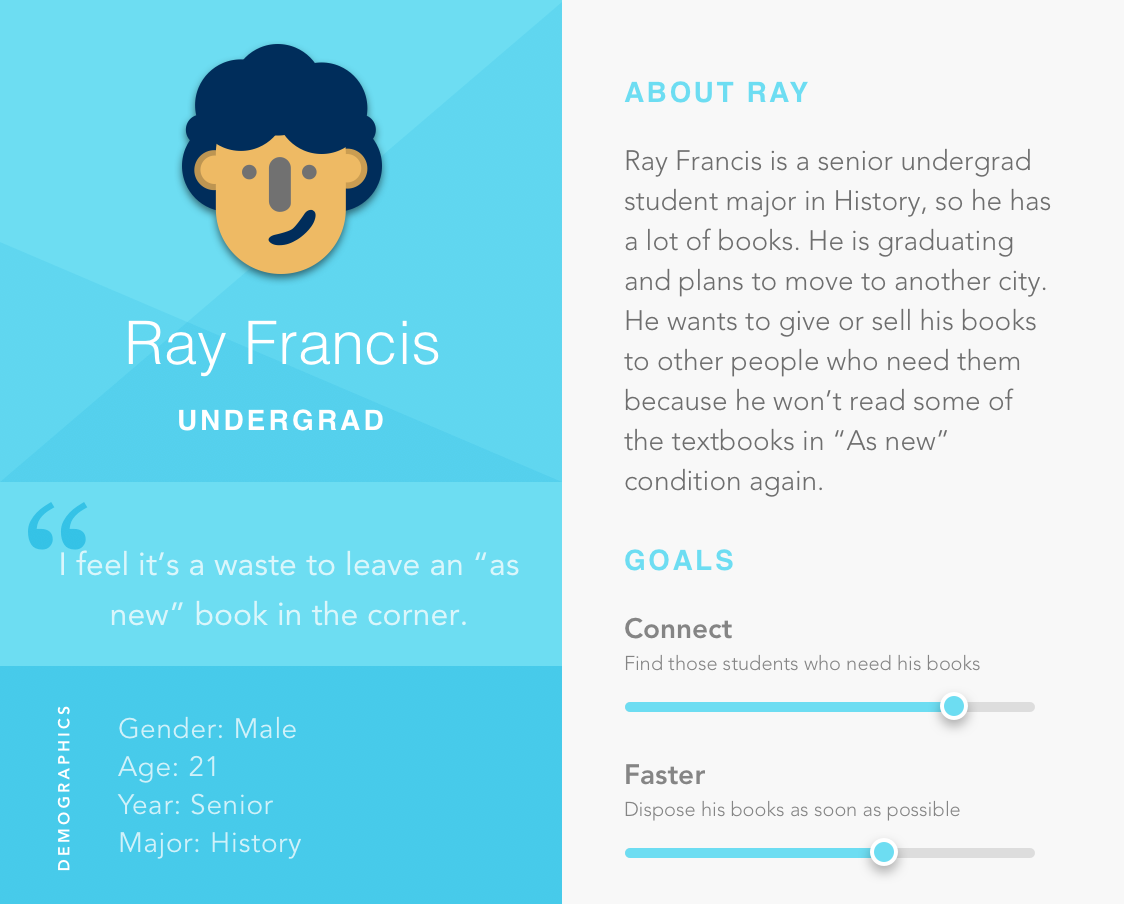 Ray Francis
UNDERGRAD
“
I feel it’s a waste to leave an “as
new” book in the corner.
DEMOGRAPHICS
Gender: Male
Age: 21
Year: Senior
Major: History
ABOUT RAY
Ray Francis is a senior undergrad
student major in History, so he has
a lot of books. He is graduating
and plans to move to another city.
He wants to give or sell his books
to other people who need them
because he won’t read some of
the textbooks in “As new”
condition again.
GOALS
Connect
Find those students who need his books
Faster
Dispose his books as soon as possible